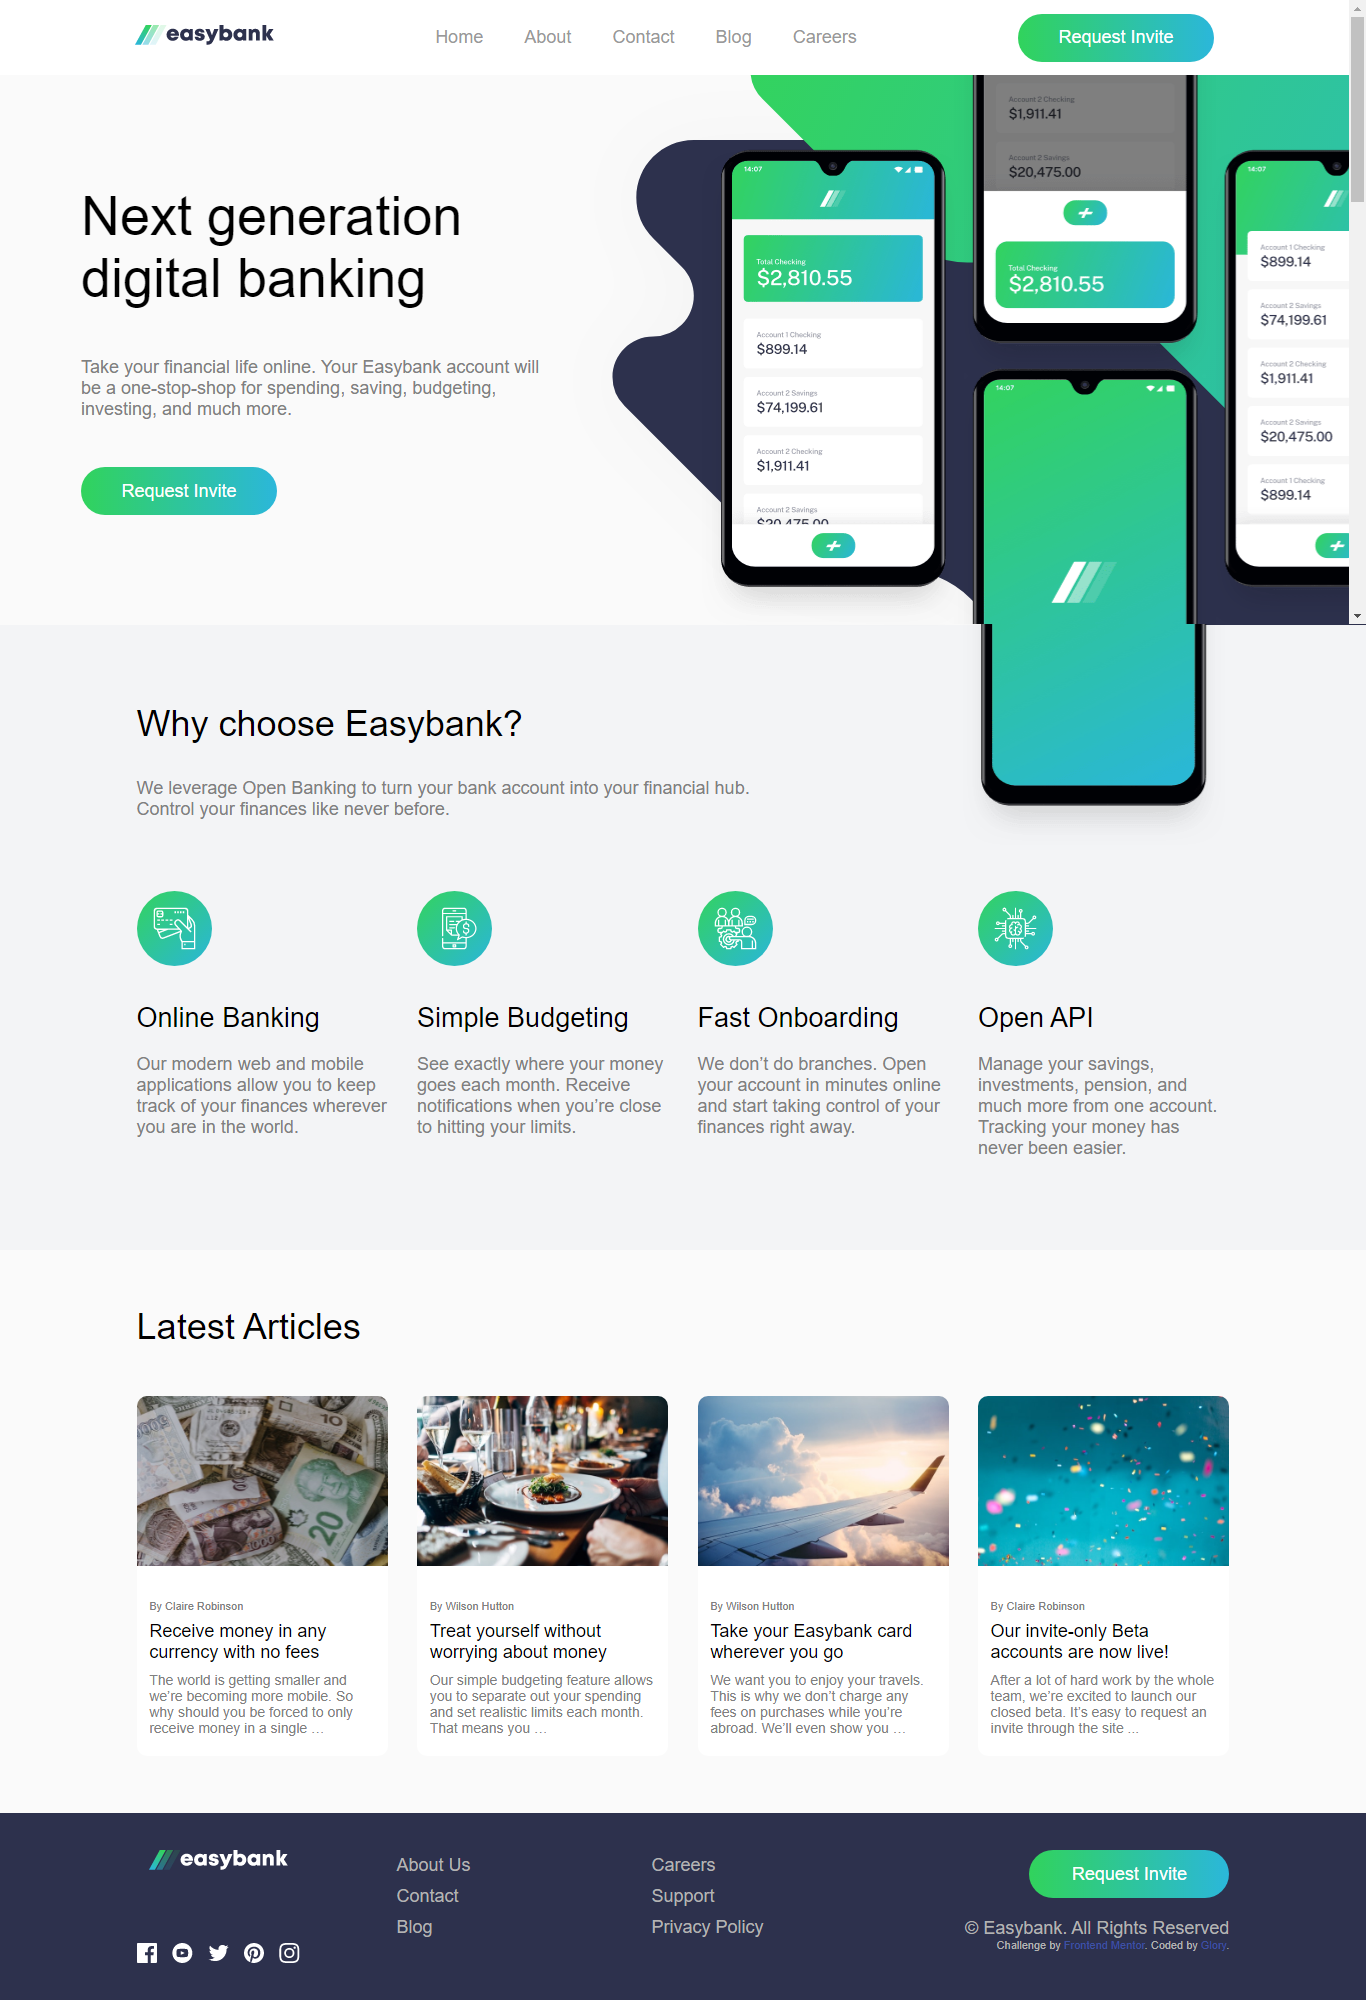 easybank
Home
About
Contact
Blog
Careers
Request Invite
Next generation
digital banking
Take your financial life online. Your Easybank account will
be a one-stop-shop for spending, saving, budgeting,
investing, and much more.
Request Invite
14:07
Total Checking
$2,810.55
Account 1 Checking
$899.14
Account 2 Savings
$74,199.61
Account 2 Checking
$1,911.41
Account 2 Savings
$20,475.00
Account 2 Checking
$1,911.41
Account 2 Savings
$20,475.00
Total Checking
$2,810.55
14:07
14:07
Account 1 Checking
$899.14
Account 2 Savings
$74,199.61
Account 2 Checking
$1,911.41
Account 2 Savings
$20,475.00
Account 1 Checking
$899.14
Why choose Easybank?
We leverage Open Banking to turn your bank account into your financial hub.
Control your finances like never before.
Online Banking
Our modern web and mobile
applications allow you to keep
track of your finances wherever
you are in the world.
Simple Budgeting
See exactly where your money
goes each month. Receive
notifications when you’re close
to hitting your limits.
Fast Onboarding
We don’t do branches. Open
your account in minutes online
and start taking control of your
finances right away.
Open API
Manage your savings,
investments, pension, and
much more from one account.
Tracking your money has
never been easier.
Latest Articles
10
20
By Claire Robinson
Receive money in any
currency with no fees
The world is getting smaller and
we’re becoming more mobile. So
why should you be forced to only
receive money in a single …
By Wilson Hutton
Treat yourself without
worrying about money
Our simple budgeting feature allows
you to separate out your spending
and set realistic limits each month.
That means you …
By Wilson Hutton
Take your Easybank card
wherever you go
We want you to enjoy your travels.
This is why we don’t charge any
fees on purchases while you’re
abroad. We’ll even show you …
By Claire Robinson
Our invite-only Beta
accounts are now live!
After a lot of hard work by the whole
team, we’re excited to launch our
closed beta. It’s easy to request an
invite through the site ...
easybank
About Us
Contact
Blog
Careers
Support
Privacy Policy
Request Invite
© Easybank. All Rights Reserved
Challenge by Frontend Mentor. Coded by Glory.